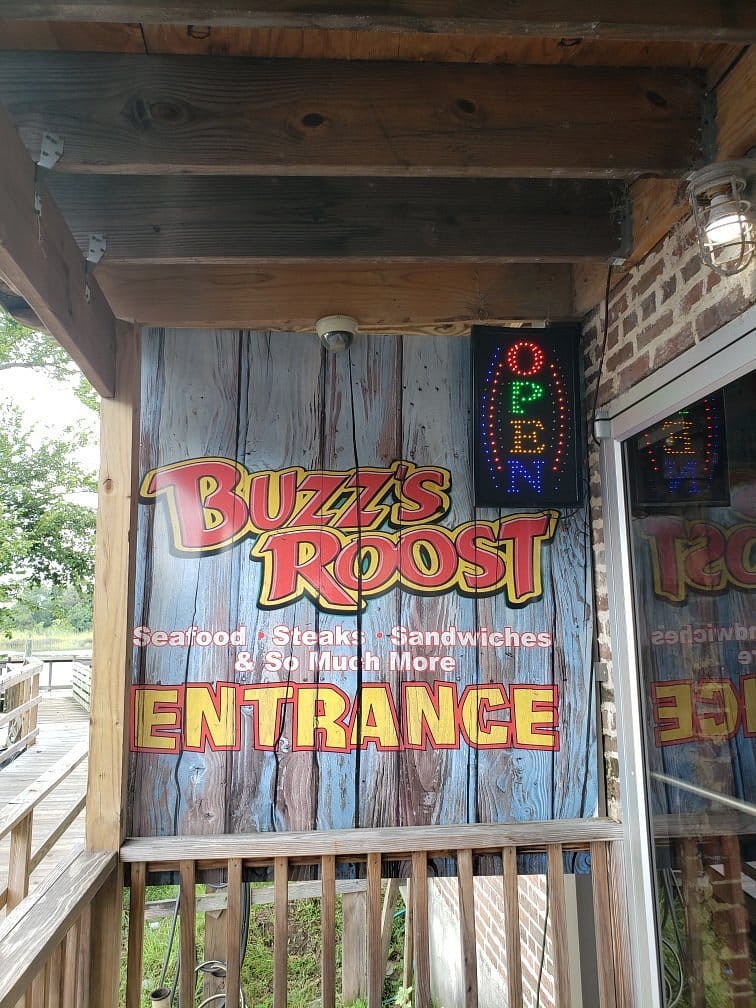 OPEN
BUZZ'S
ROOST
Seafood • Steaks • Sandwiches
& So Much More
ENTRANCE